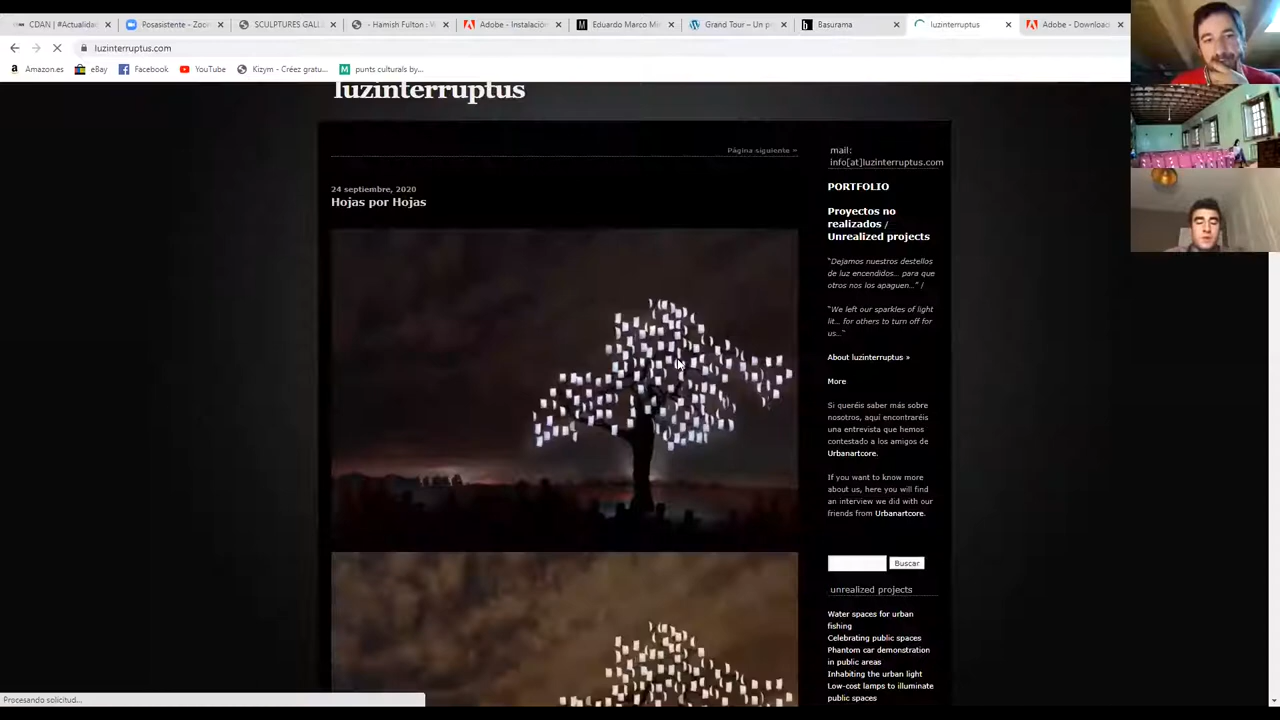 CDAN | #Actualidad
Posasistente - Zoom
SCULPTURES GALL
- Hamish Fulton : W
Adobe - Instalación
Eduardo Marco Mi
Grand Tour – Un p
Basurama
luzinterruptus
Adobe - Download
luzinterruptus.com
Amazon.es
eBay
Facebook
YouTube
Kizym - Créez gratu...
punts culturals by...
luzinterruptus
Página siguiente »
24 septiembre, 2020
Hojas por Hojas
mail:
info[at]luzinterruptus.com
PORTFOLIO
Proyectos no
realizados /
Unrealized projects
"Dejamos nuestros destellos
de luz encendidos... para que
otros nos los apaguen..." /
"We left our sparkles of light
lit... for others to turn off for
us..."
About luzinterruptus »
More
Si queréis saber más sobre
nosotros, aquí encontraréis
una entrevista que hemos
contestado a los amigos de
Urbanartcore.
If you want to know more
about us, here you will find
an interview we did with our
friends from Urbanartcore.
Buscar
unrealized projects
Water spaces for urban
fishing
Celebrating public spaces
Phantom car demonstration
in public areas
Inhabiting the urban light
Low-cost lamps to illuminate
public spaces
Procesando solicitud...